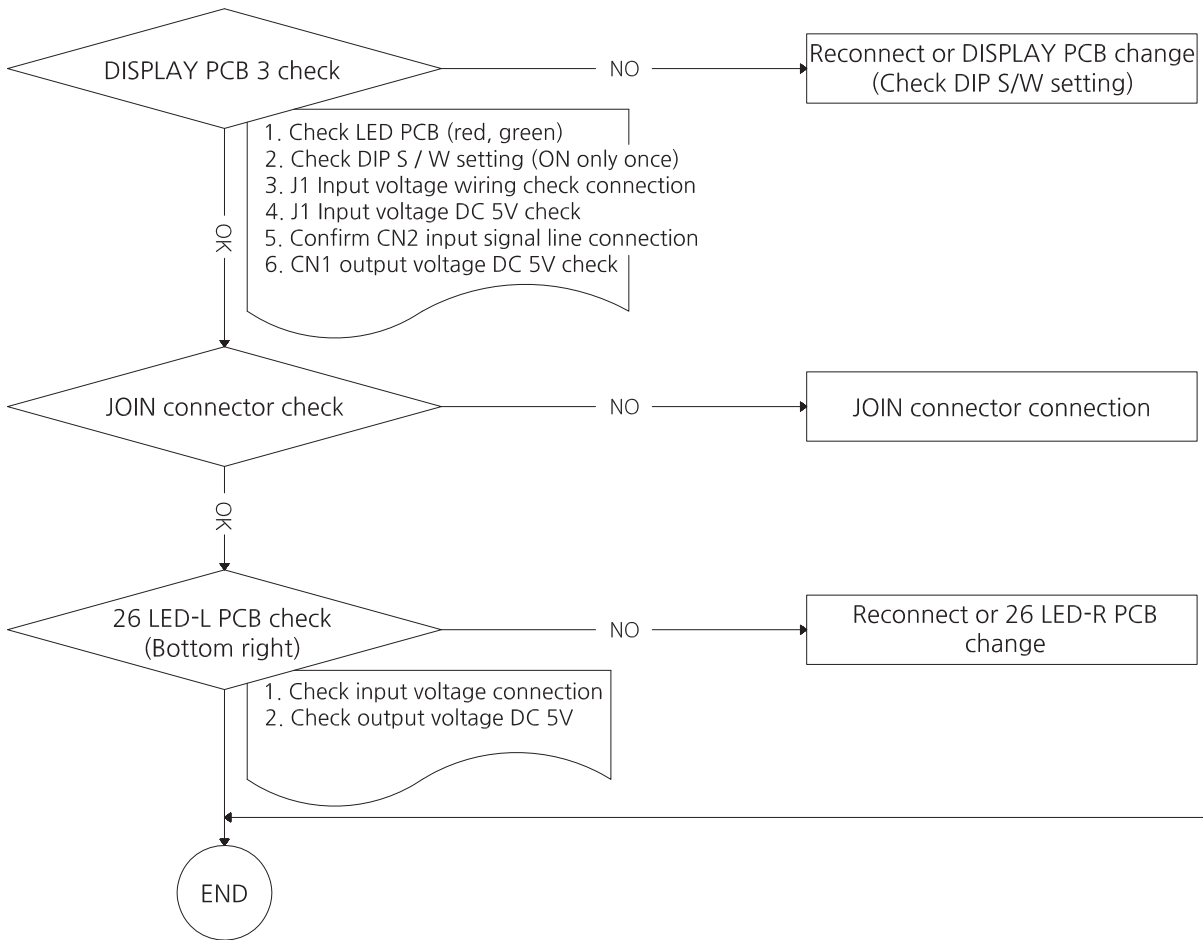 DISPLAY PCB 3 check
NO
Reconnect or DISPLAY PCB change
(Check DIP S/W setting)
1. Check LED PCB (red, green)
2. Check DIP S / W setting (ON only once)
3. J1 Input voltage wiring check connection
4. J1 Input voltage DC 5V check
5. Confirm CN2 input signal line connection
6. CN1 output voltage DC 5V check
OK
JOIN connector check
NO
JOIN connector connection
OK
26 LED-L PCB check
(Bottom right)
NO
Reconnect or 26 LED-R PCB
change
1. Check input voltage connection
2. Check output voltage DC 5V
END